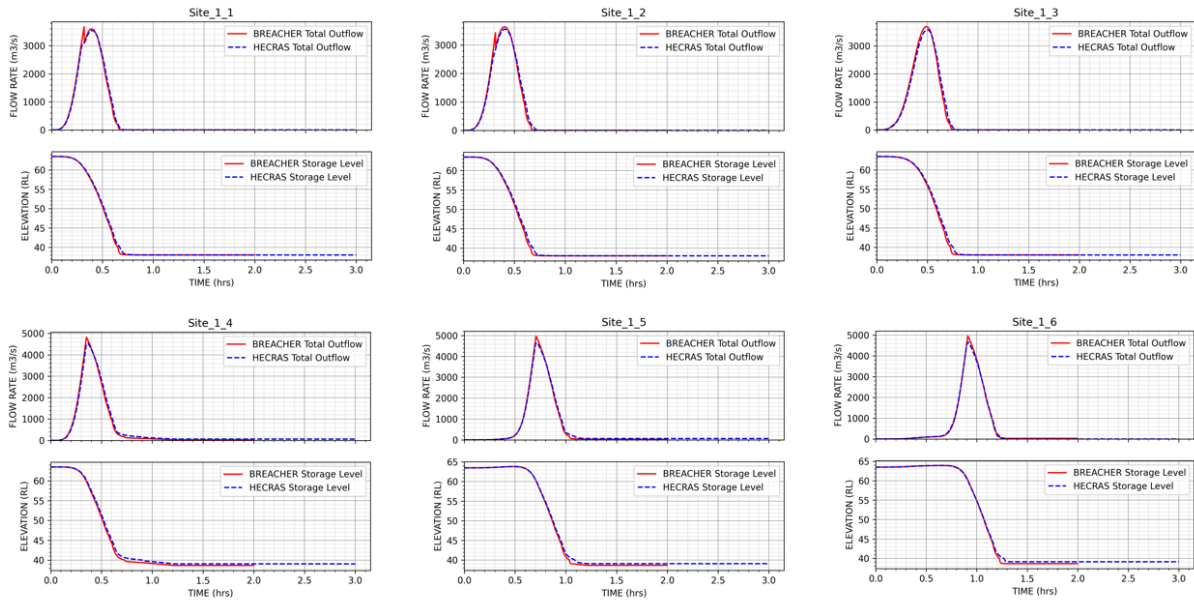 Site_1_1
FLOW RATE (m3/s)
3000
2000
1000
0
BREACHER Total Outflow
HECRAS Total Outflow
ELEVATION (RL)
60
55
50
45
40
BREACHER Storage Level
HECRAS Storage Level
0.0 0.5 1.0 1.5 2.0 2.5 3.0
TIME (hrs)
Site_1_2
FLOW RATE (m3/s)
3000
2000
1000
0
BREACHER Total Outflow
HECRAS Total Outflow
ELEVATION (RL)
60
55
50
45
40
BREACHER Storage Level
HECRAS Storage Level
0.0 0.5 1.0 1.5 2.0 2.5 3.0
TIME (hrs)
Site_1_3
FLOW RATE (m3/s)
3000
2000
1000
0
BREACHER Total Outflow
HECRAS Total Outflow
ELEVATION (RL)
60
55
50
45
40
BREACHER Storage Level
HECRAS Storage Level
0.0 0.5 1.0 1.5 2.0 2.5 3.0
TIME (hrs)
Site_1_4
FLOW RATE (m3/s)
5000
4000
3000
2000
1000
0
BREACHER Total Outflow
HECRAS Total Outflow
ELEVATION (RL)
60
55
50
45
40
BREACHER Storage Level
HECRAS Storage Level
0.0 0.5 1.0 1.5 2.0 2.5 3.0
TIME (hrs)
Site_1_5
FLOW RATE (m3/s)
5000
4000
3000
2000
1000
0
BREACHER Total Outflow
HECRAS Total Outflow
ELEVATION (RL)
65
60
55
50
45
40
BREACHER Storage Level
HECRAS Storage Level
0.0 0.5 1.0 1.5 2.0 2.5 3.0
TIME (hrs)
Site_1_6
FLOW RATE (m3/s)
5000
4000
3000
2000
1000
0
BREACHER Total Outflow
HECRAS Total Outflow
ELEVATION (RL)
65
60
55
50
45
40
BREACHER Storage Level
HECRAS Storage Level
0.0 0.5 1.0 1.5 2.0 2.5 3.0
TIME (hrs)